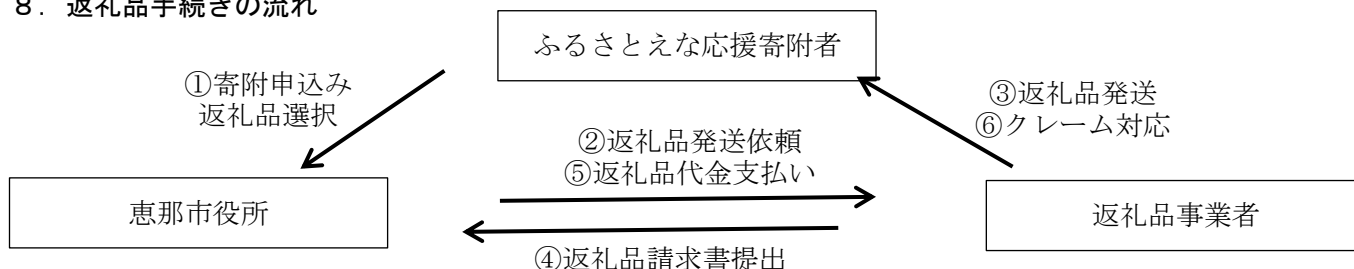 ８．返礼品手続きの流れ
ふるさとえな応援寄附者
①寄附申込み
返礼品選択
③返礼品発送
⑥クレーム対応
②返礼品発送依頼
⑤返礼品代金支払い
恵那市役所
返礼品事業者
④返礼品請求書提出